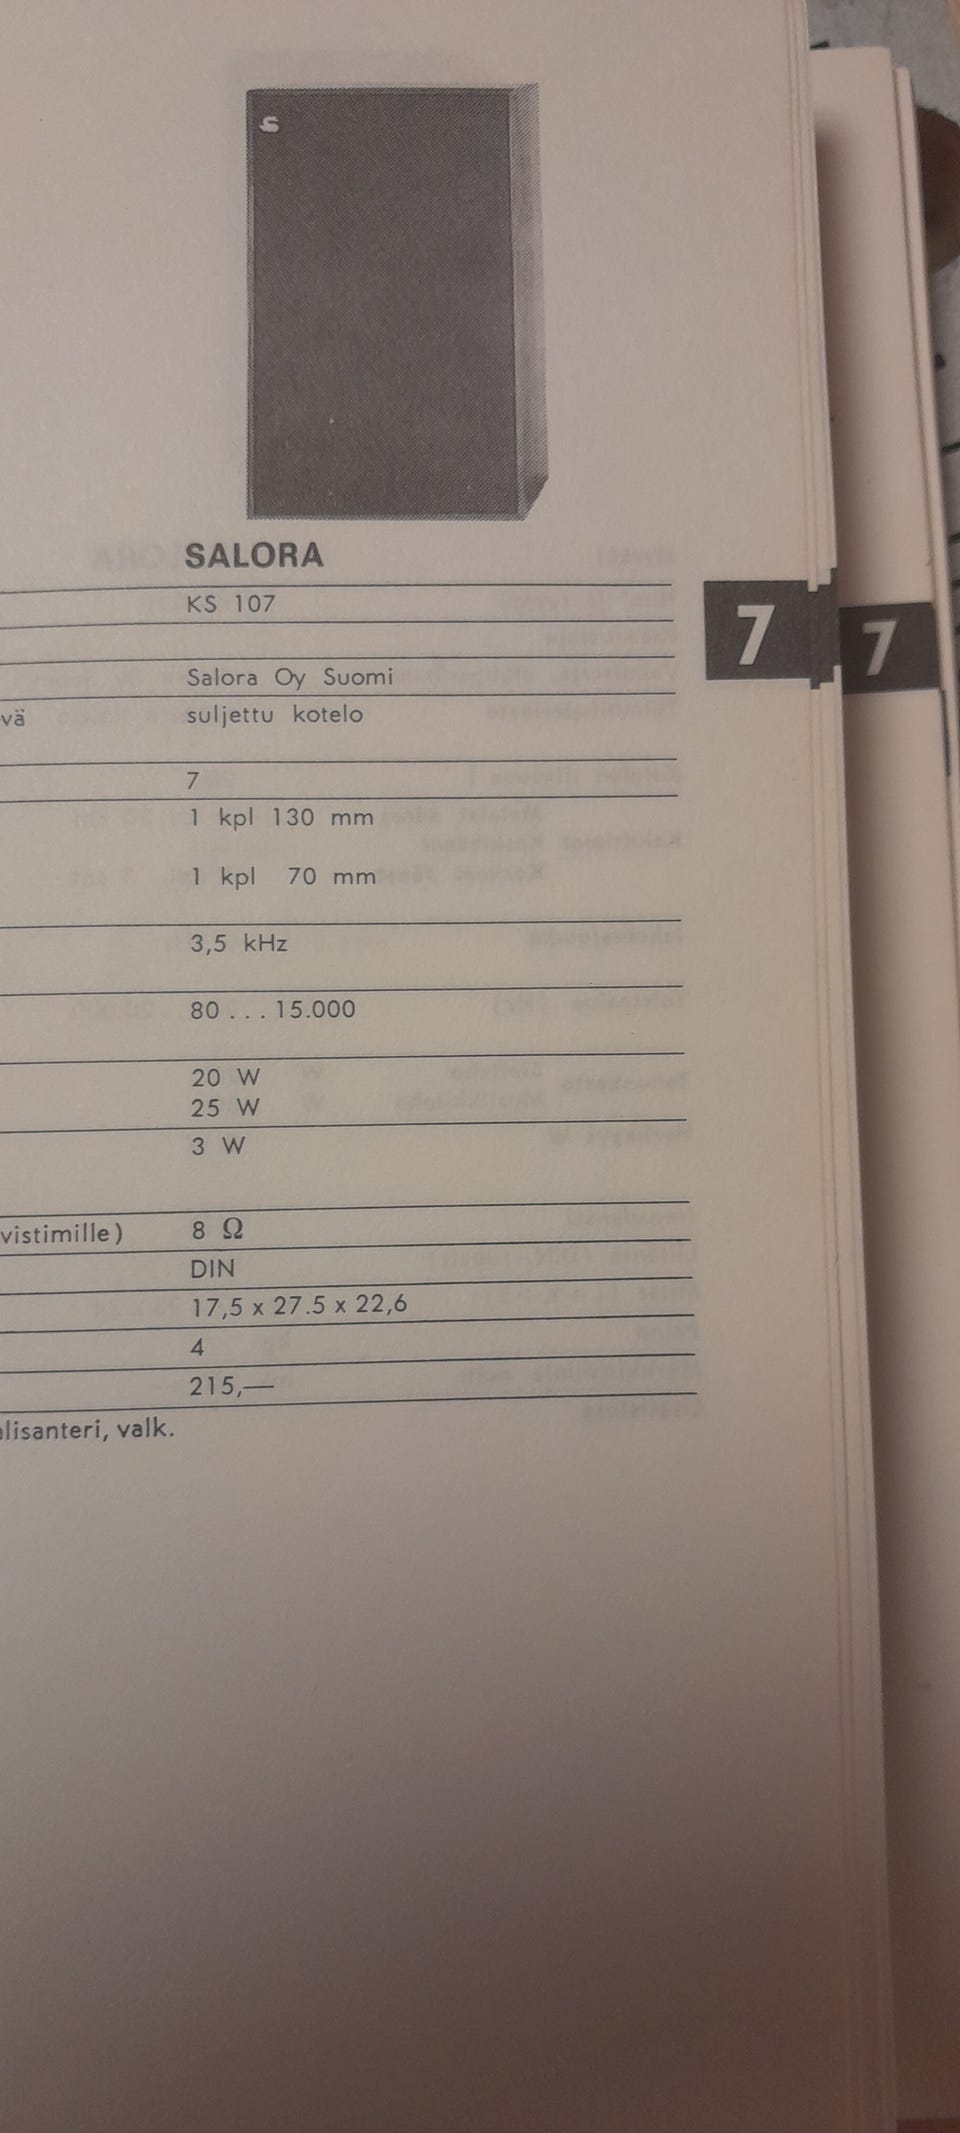 SALORA
KS 107
7
7
Salora Oy Suomi
vä suljettu kotelo
7
1 kpl 130 mm
1 kpl 70 mm
3,5 kHz
80 . . . 15.000
20 W
25 W
3 W
vistimille) 8 Ω
DIN
17,5 x 27.5 x 22,6
4
215,—
lisanteri, valk.